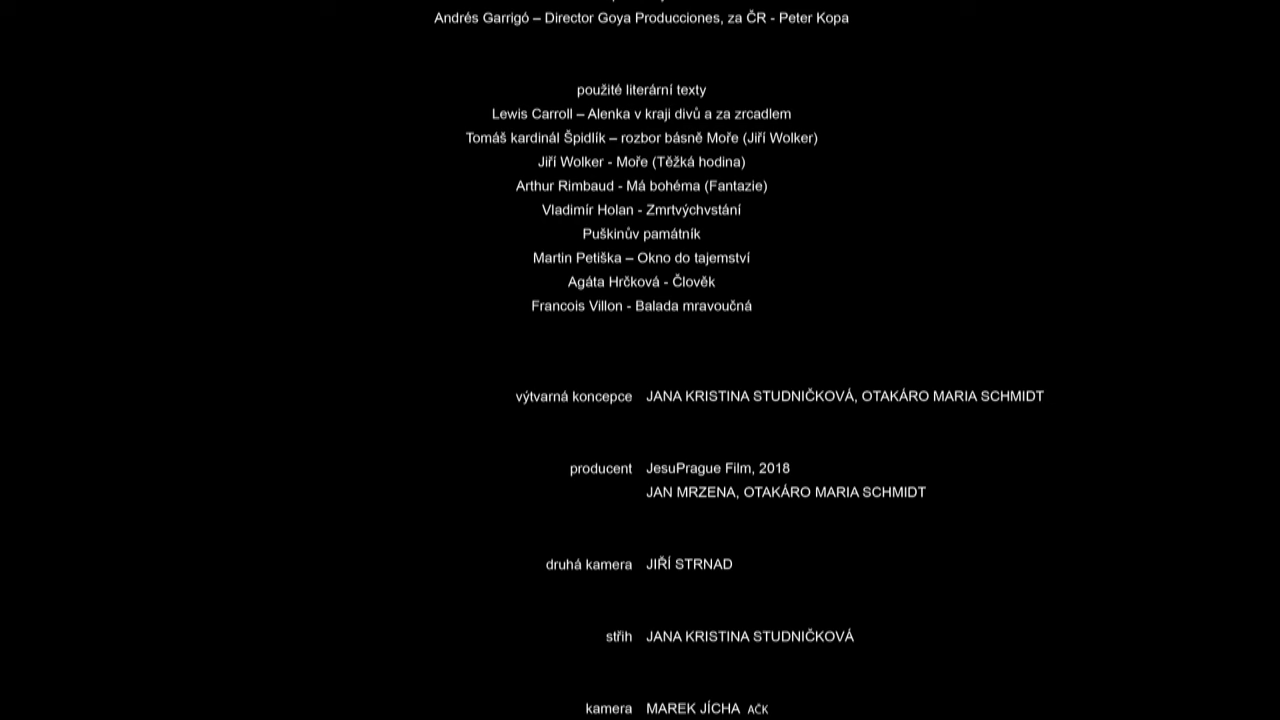 Andrés Garrigó – Director Goya Producciones, za ČR - Peter Kopa
použité literární texty
Lewis Carroll – Alenka v kraji divů a za zrcadlem
Tomáš kardinál Špidlík – rozbor básně Moře (Jiří Wolker)
Jiří Wolker - Moře (Těžká hodina)
Arthur Rimbaud - Má bohéma (Fantazie)
Vladimír Holan - Zmrtvýchvstání
Puškinův památník
Martin Petiška – Okno do tajemství
Agáta Hrčková - Člověk
Francois Villon - Balada mravoučná
výtvarná koncepce JANA KRISTINA STUDNIČKOVÁ, OTAKÁRO MARIA SCHMIDT
producent JesuPrague Film, 2018
JAN MRZENA, OTAKÁRO MARIA SCHMIDT
druhá kamera JIŘÍ STRNAD
střih JANA KRISTINA STUDNIČKOVÁ
kamera MAREK JÍCHA AČK